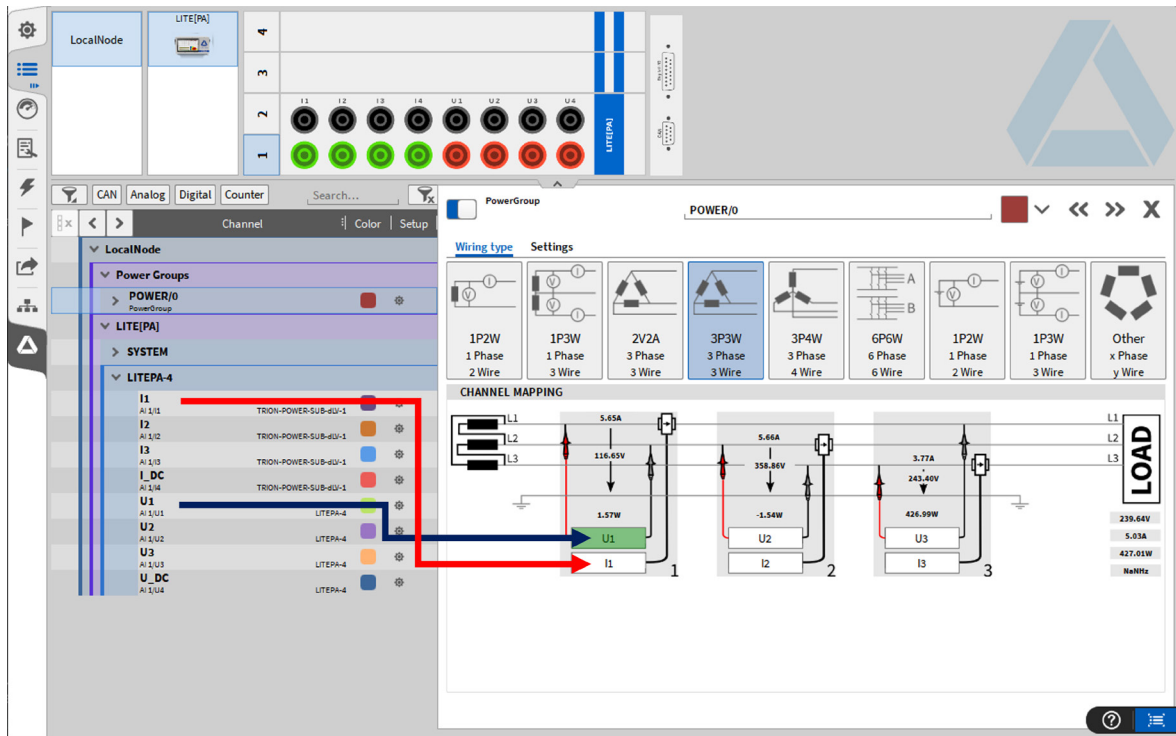 LocalNode
LITE[PA]
4
3
2
1
I1 I2 I3 I4 U1 U2 U3 U4
LITE[PA]
CAN
CAN Analog Digital Counter Search...
Channel Color Setup
LocalNode
Power Groups
POWER/0
PowerGroup
LITE[PA]
SYSTEM
LITEPA-4
I1
AI 1/I1 TRION-POWER-SUB-dLV-1
I2
AI 1/I2 TRION-POWER-SUB-dLV-1
I3
AI 1/I3 TRION-POWER-SUB-dLV-1
I_DC
AI 1/I4 TRION-POWER-SUB-dLV-1
U1
AI 1/U1 LITEPA-4
U2
AI 1/U2 LITEPA-4
U3
AI 1/U3 LITEPA-4
U_DC
AI 1/U4 LITEPA-4
PowerGroup
POWER/0
X
Wiring type Settings
1P2W
1 Phase
2 Wire
1P3W
1 Phase
3 Wire
2V2A
3 Phase
3 Wire
3P3W
3 Phase
3 Wire
3P4W
3 Phase
4 Wire
A
B
6P6W
6 Phase
6 Wire
1P2W
1 Phase
2 Wire
1P3W
1 Phase
3 Wire
Other
x Phase
y Wire
CHANNEL MAPPING
L1
L2
L3
5.65A
116.65V
1.57W
U1
I1
1
5.66A
358.86V
-1.54W
U2
I2
2
3.77A
243.40V
426.99W
U3
I3
3
L1
L2
L3
LOAD
239.64V
5.03A
427.01W
NaNHz